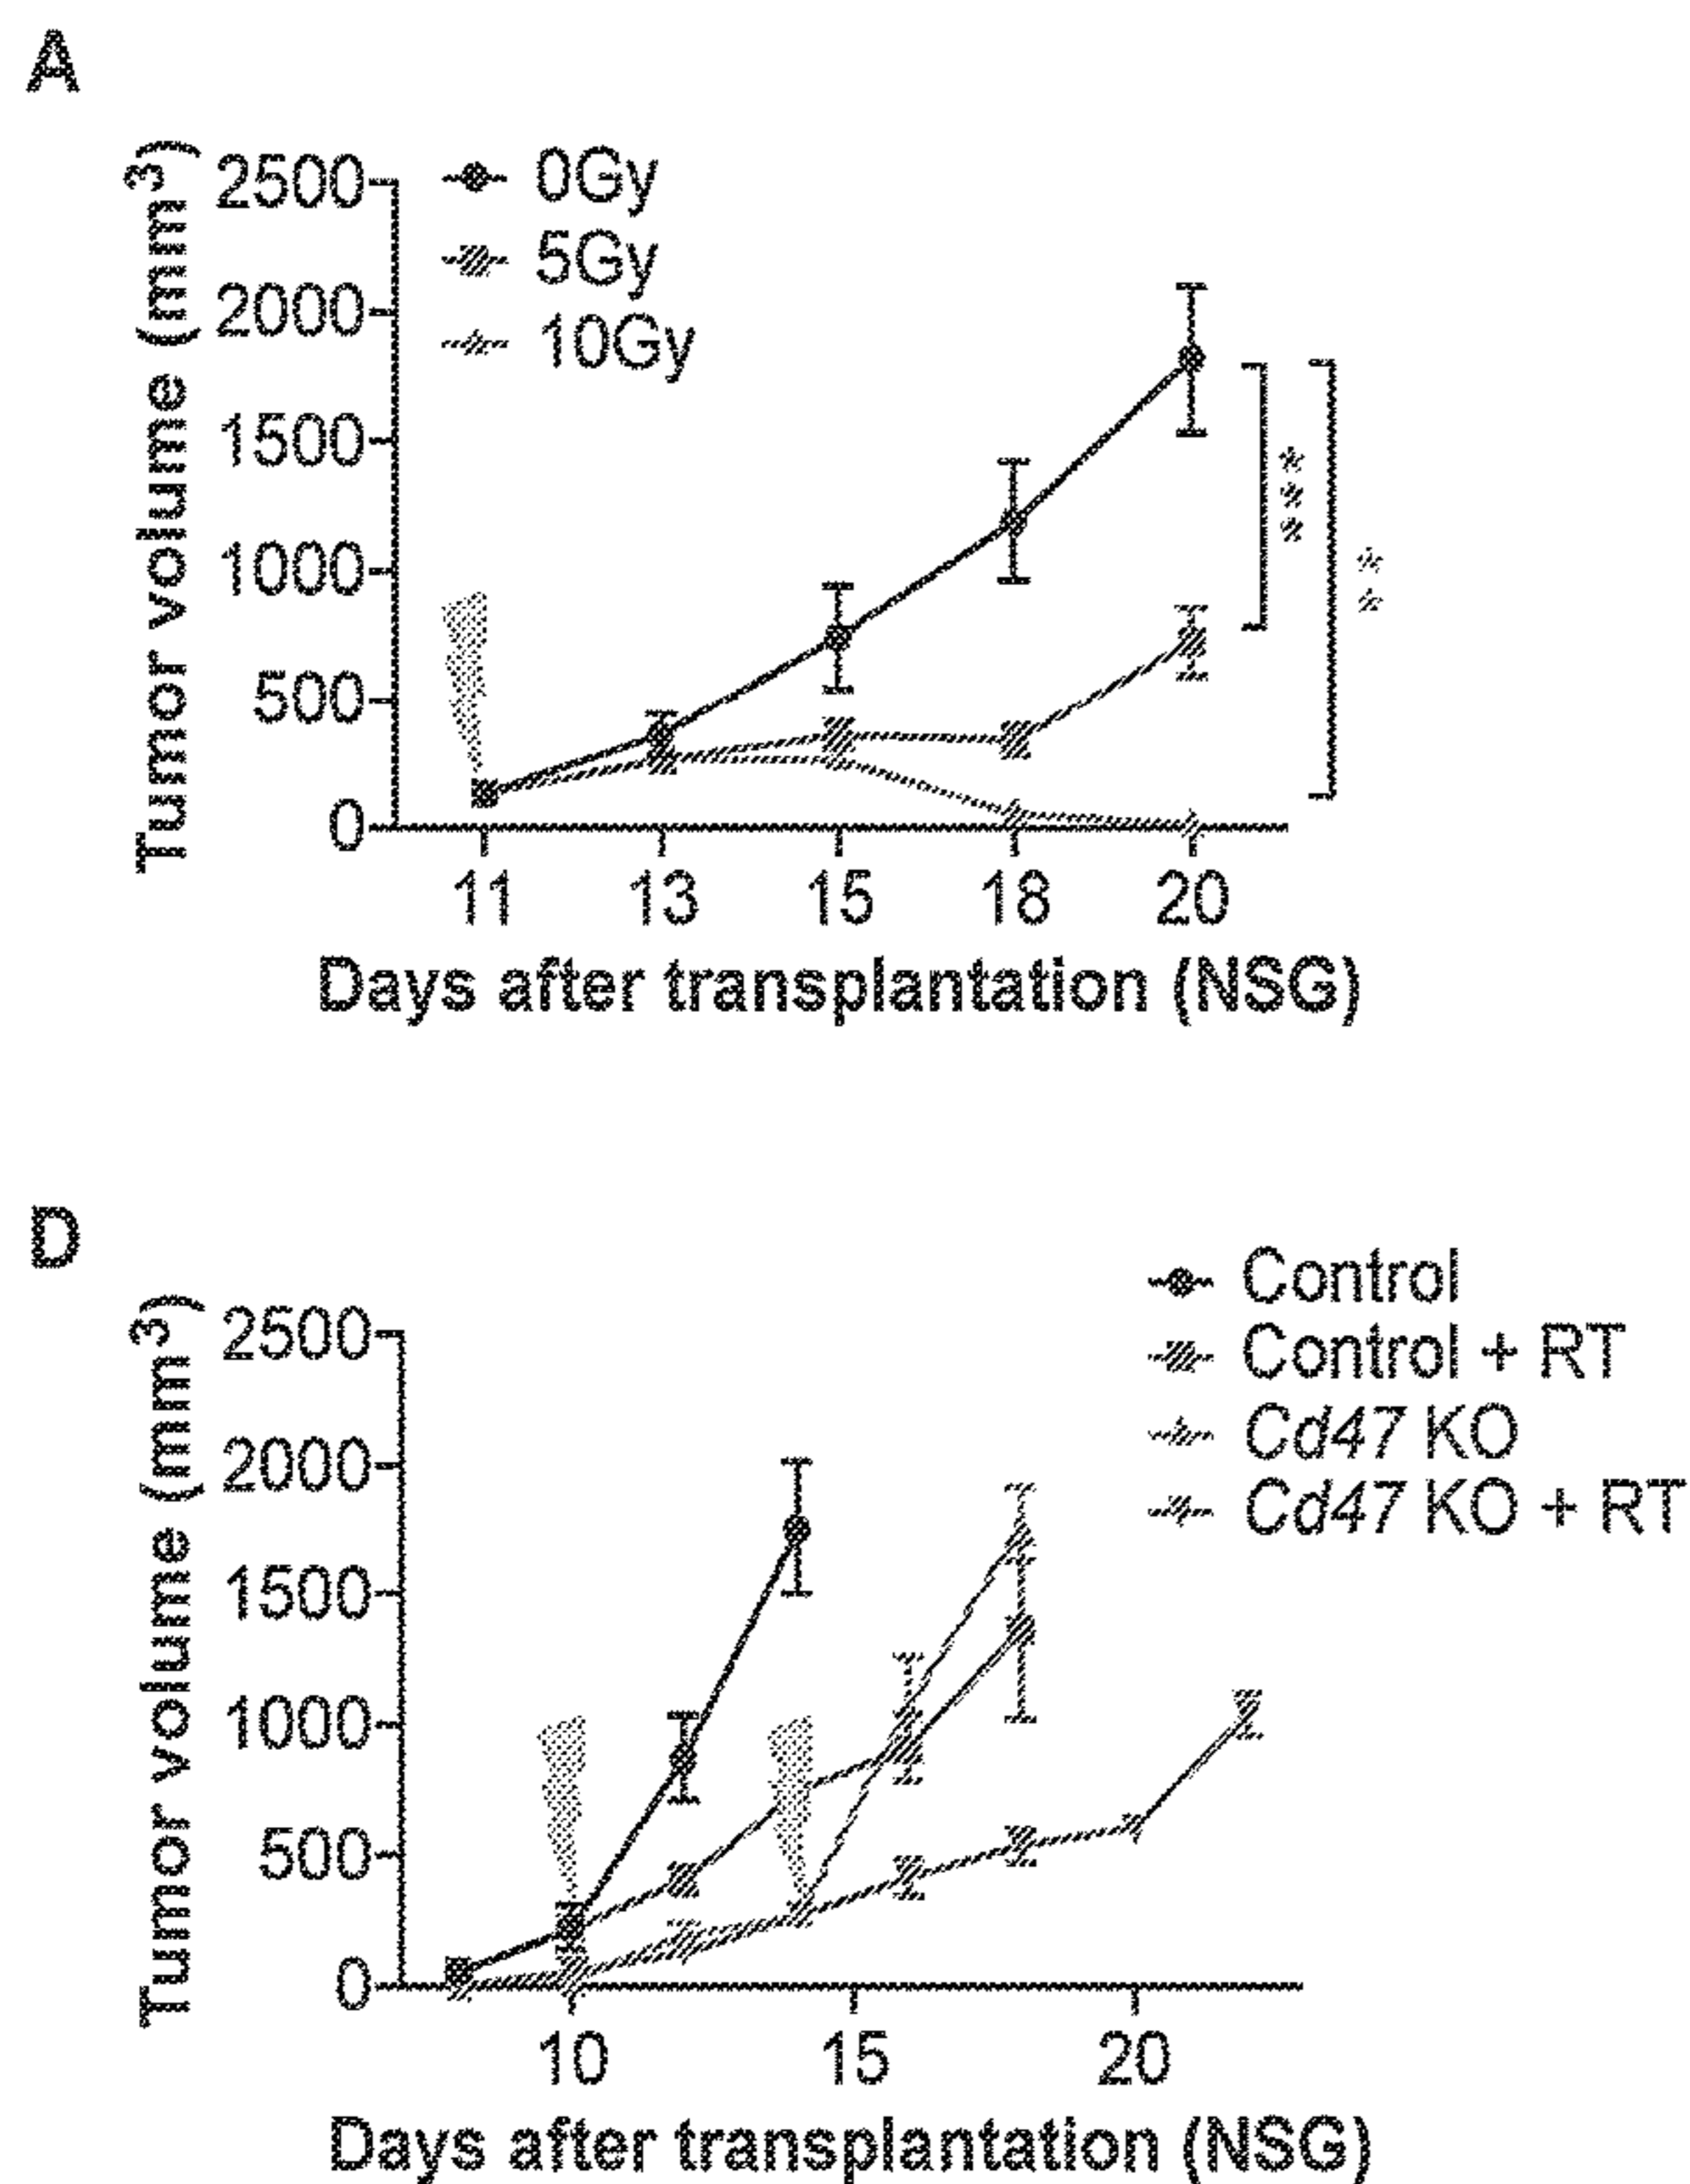 A
Tumor volume (mm³)
2500
2000
1500
1000
500
0
0Gy
5Gy
10Gy
***
**
11 13 15 18 20
Days after transplantation (NSG)
D
Tumor volume (mm³)
2500
2000
1500
1000
500
0
Control
Control + RT
Cd47 KO
Cd47 KO + RT
10 15 20
Days after transplantation (NSG)